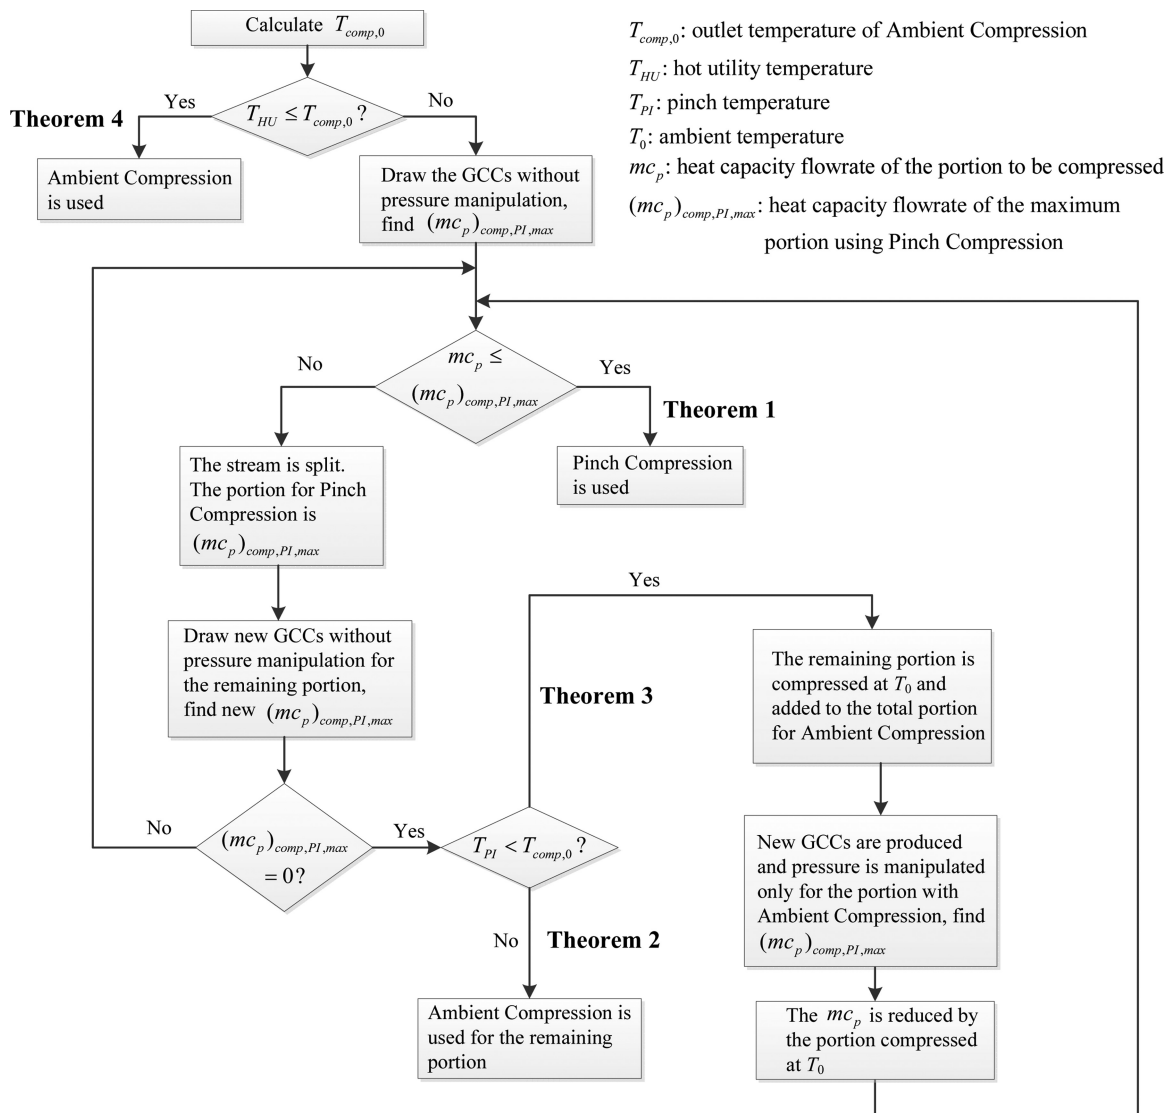 Calculate T_comp,0
T_comp,0: outlet temperature of Ambient Compression
T_HU: hot utility temperature
T_PI: pinch temperature
T_0: ambient temperature
mc_p: heat capacity flowrate of the portion to be compressed
(mc_p)_comp,PI,max: heat capacity flowrate of the maximum
portion using Pinch Compression
Theorem 4
Yes
T_HU ≤ T_comp,0 ?
No
Ambient Compression
is used
Draw the GCCs without
pressure manipulation,
find (mc_p)_comp,PI,max
No
mc_p ≤
(mc_p)_comp,PI,max
Yes
Theorem 1
The stream is split.
The portion for Pinch
Compression is
(mc_p)_comp,PI,max
Pinch Compression
is used
Draw new GCCs without
pressure manipulation for
the remaining portion,
find new (mc_p)_comp,PI,max
Yes
Theorem 3
The remaining portion is
compressed at T_0 and
added to the total portion
for Ambient Compression
No
(mc_p)_comp,PI,max
= 0?
Yes
T_PI < T_comp,0 ?
New GCCs are produced
and pressure is manipulated
only for the portion with
Ambient Compression, find
(mc_p)_comp,PI,max
No
Theorem 2
Ambient Compression is
used for the remaining
portion
The mc_p is reduced by
the portion compressed
at T_0